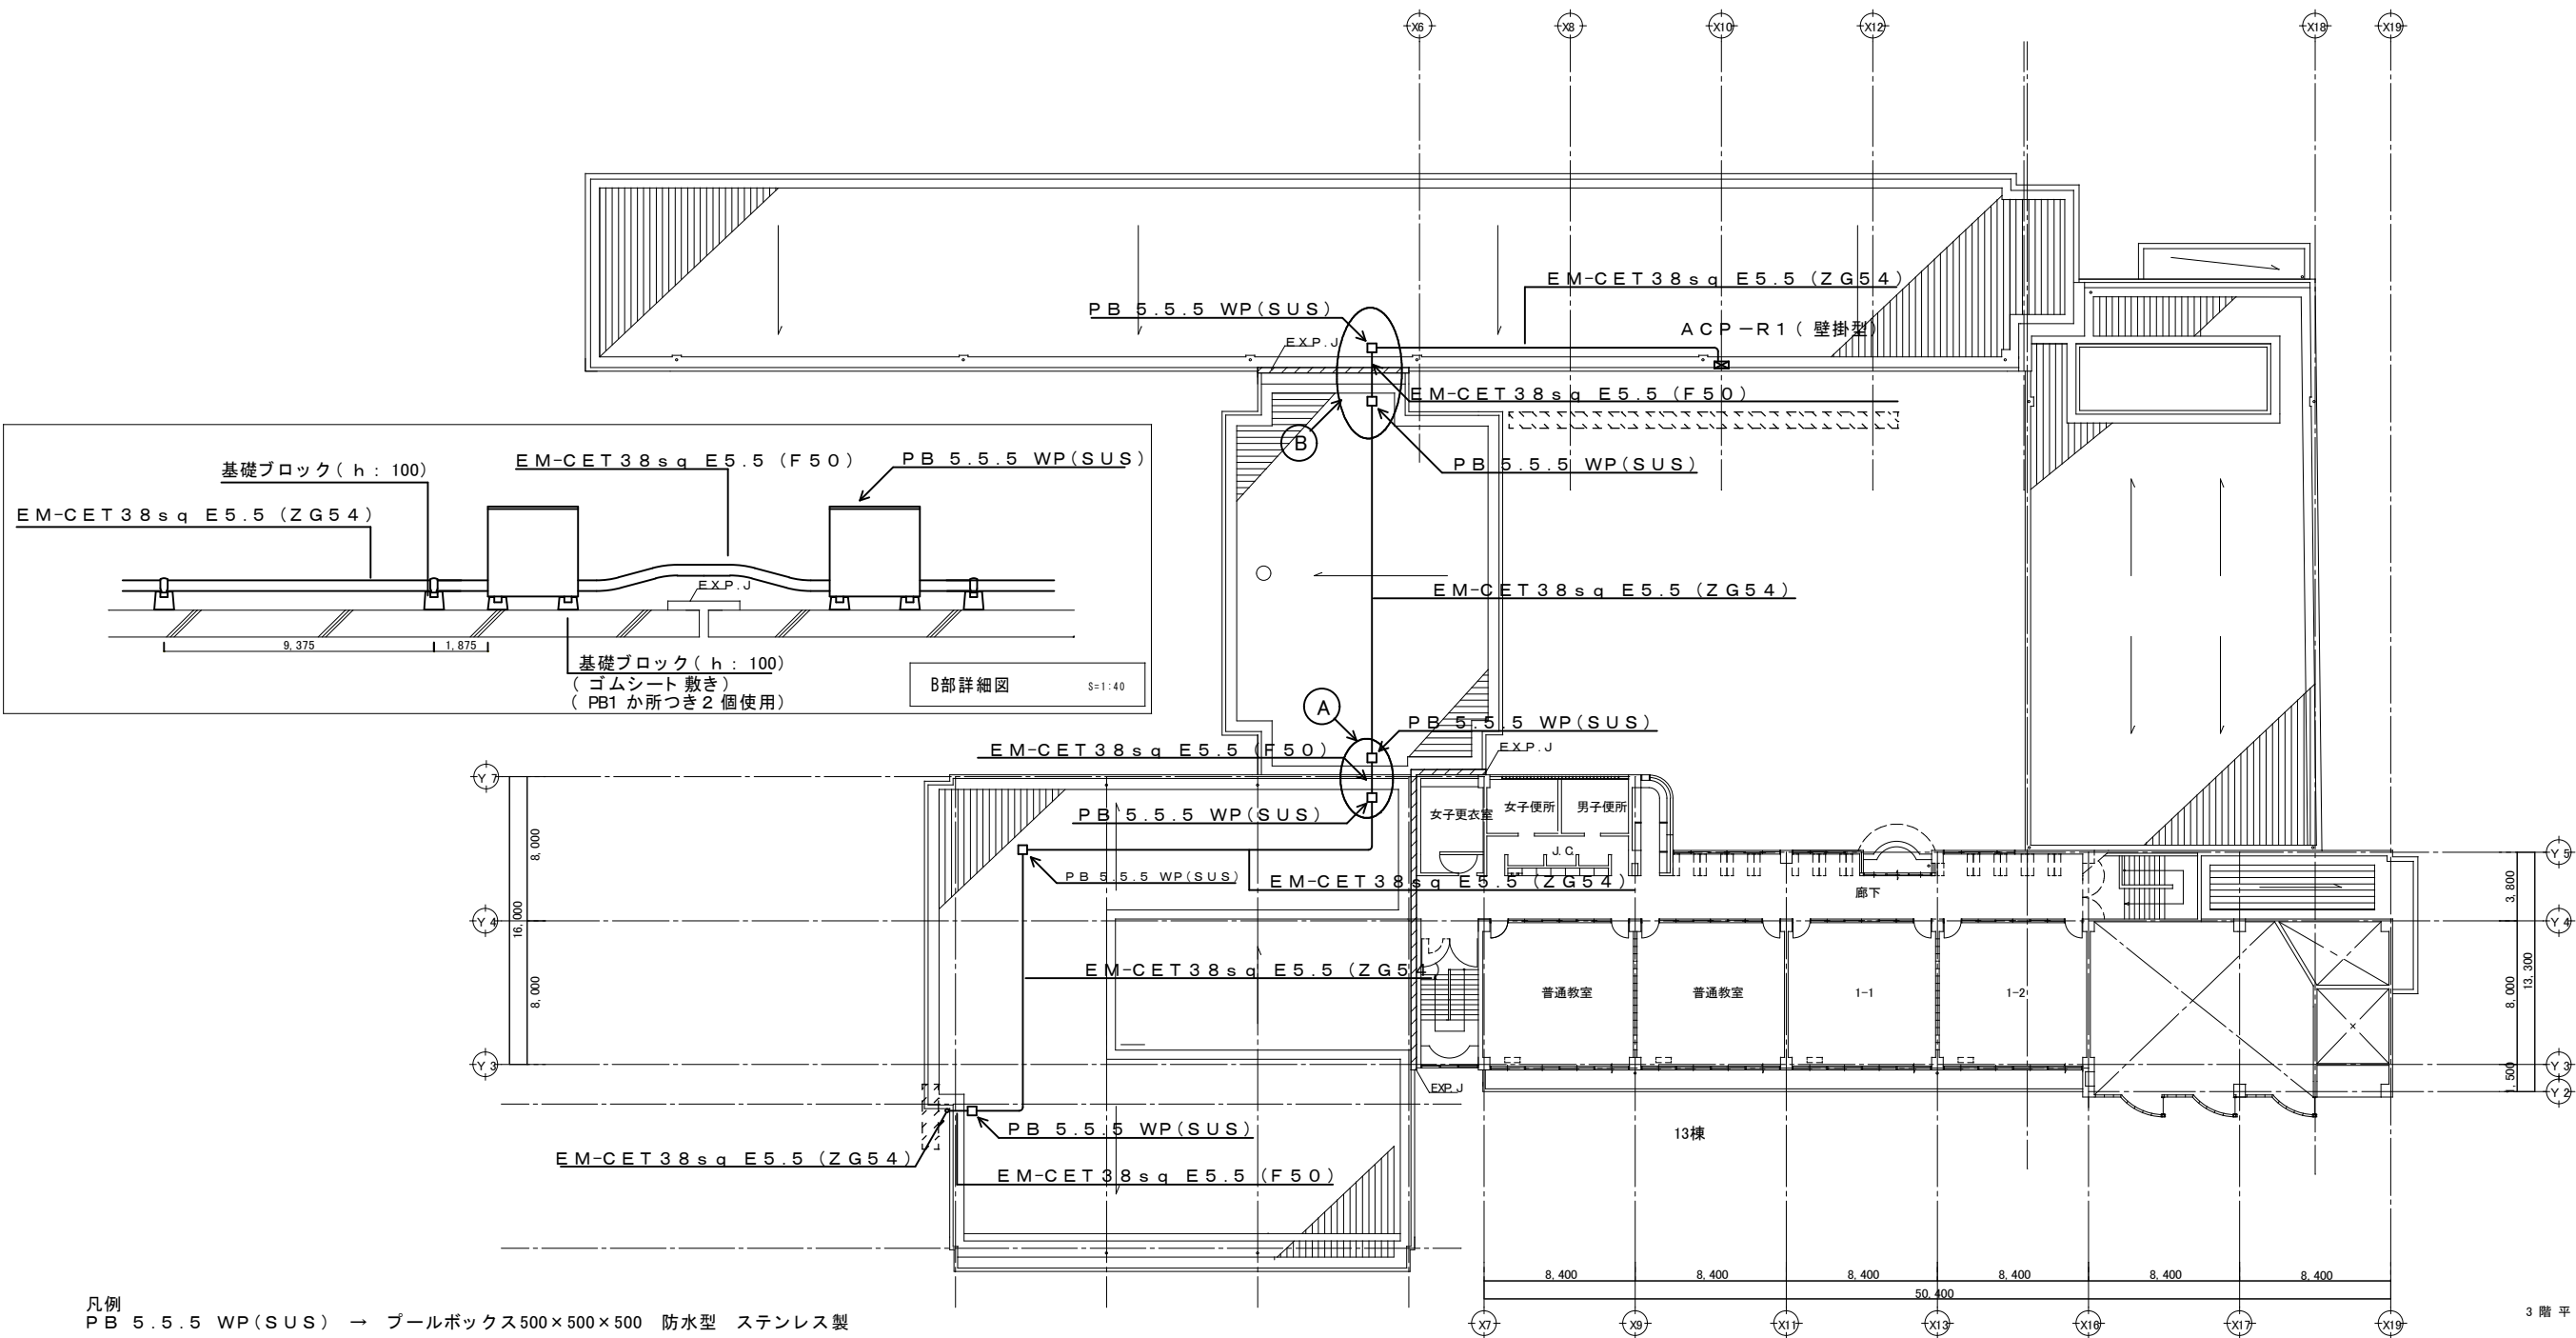 X6
X8
X10
X12
X18
X19
EM-CET38sq E5.5(ZG54)
PB 5.5.5 WP(SUS)
ACP-R1(壁掛型)
EXP.J
EM-CET38sq E5.5(F50)
B
PB 5.5.5 WP(SUS)
基礎ブロック(h:100)
EM-CET38sq E5.5(F50)
PB 5.5.5 WP(SUS)
EM-CET38sq E5.5(ZG54)
EXP.J
9,375
1,875
基礎ブロック(h:100)
(ゴムシート敷き)
(PB1か所つき2個使用)
B部詳細図
S=1:40
EM-CET38sq E5.5(ZG54)
A
PB 5.5.5 WP(SUS)
EM-CET38sq E5.5(F50)
EXP.J
Y7
PB 5.5.5 WP(SUS)
女子更衣室
女子便所
男子便所
J.C
8,000
16,000
PB 5.5.5 WP(SUS)
EM-CET38sq E5.5(ZG54)
廊下
Y5
3,800
Y4
Y4
EM-CET38sq E5.5(ZG54)
8,000
普通教室
普通教室
1-1
1-2
8,000
13,300
Y3
EXP.J
Y3
1,500
Y2
PB 5.5.5 WP(SUS)
13棟
EM-CET38sq E5.5(ZG54)
EM-CET38sq E5.5(F50)
8,400
8,400
8,400
8,400
8,400
8,400
50,400
X7
X9
X11
X13
X16
X17
X19
3階平
凡例
PB 5.5.5 WP(SUS) → プールボックス500×500×500 防水型 ステンレス製